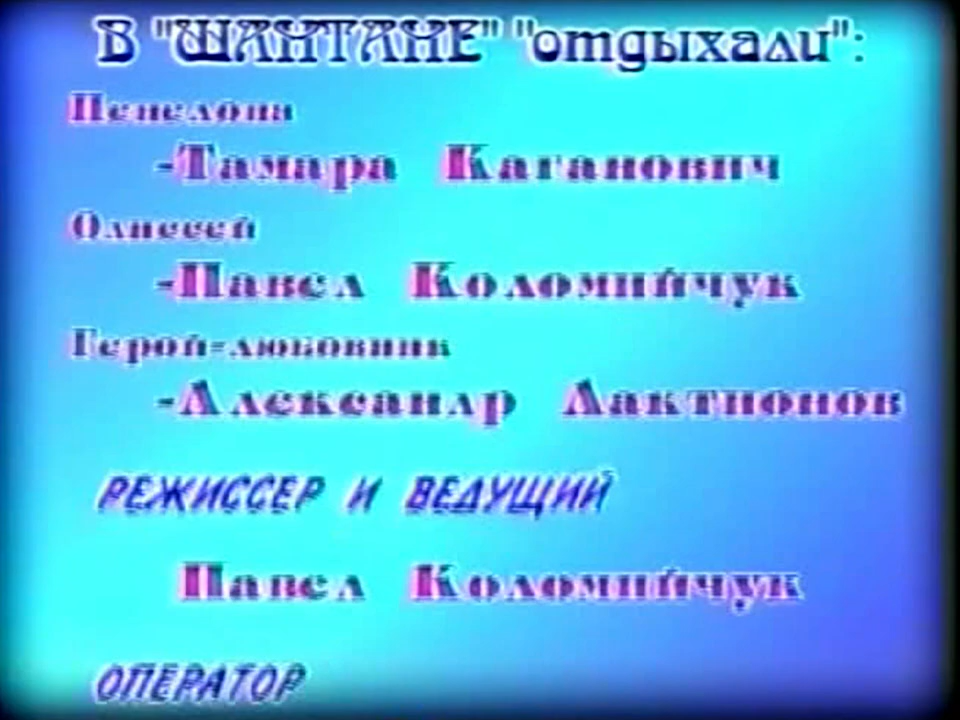 В "ШАНТАНЕ" "отдыхали":
Пенелопа
-Тамара Каганович
Одиссей
-Павел Коломийчук
Герой-любовник
-Александр Лактионов
РЕЖИССЕР И ВЕДУЩИЙ
Павел Коломийчук
ОПЕРАТОР